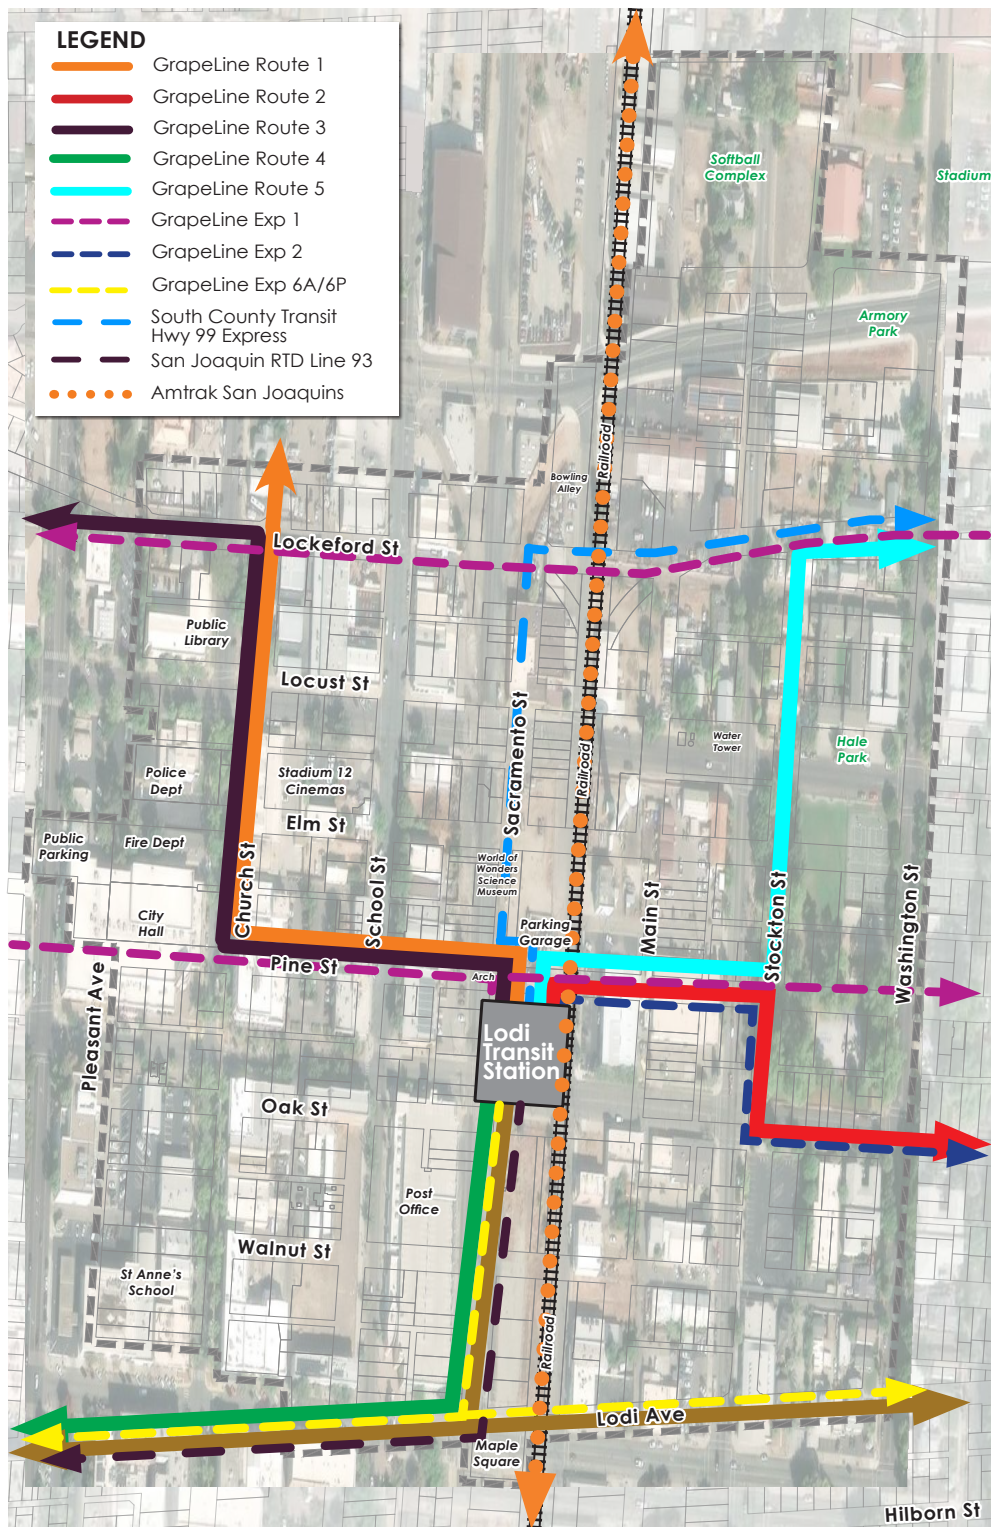 LEGEND
GrapeLine Route 1
GrapeLine Route 2
GrapeLine Route 3
GrapeLine Route 4
GrapeLine Route 5
GrapeLine Exp 1
GrapeLine Exp 2
GrapeLine Exp 6A/6P
South County Transit
Hwy 99 Express
San Joaquin RTD Line 93
Amtrak San Joaquins
Softball
Complex
Stadium
Armory
Park
Railroad
Bowling
Alley
Lockeford St
Public
Library
Locust St
Sacramento St
Railroad
Water
Tower
Hale
Park
Police
Dept
Stadium 12
Cinemas
Elm St
Public
Parking
Fire Dept
Church St
School St
World of
Wonders
Science
Museum
Main St
Stockton St
Washington St
City
Hall
Parking
Garage
Pine St
Arch
Pleasant Ave
Lodi
Transit
Station
Oak St
Post
Office
Walnut St
St Anne's
School
Railroad
Lodi Ave
Maple
Square
Hilborn St